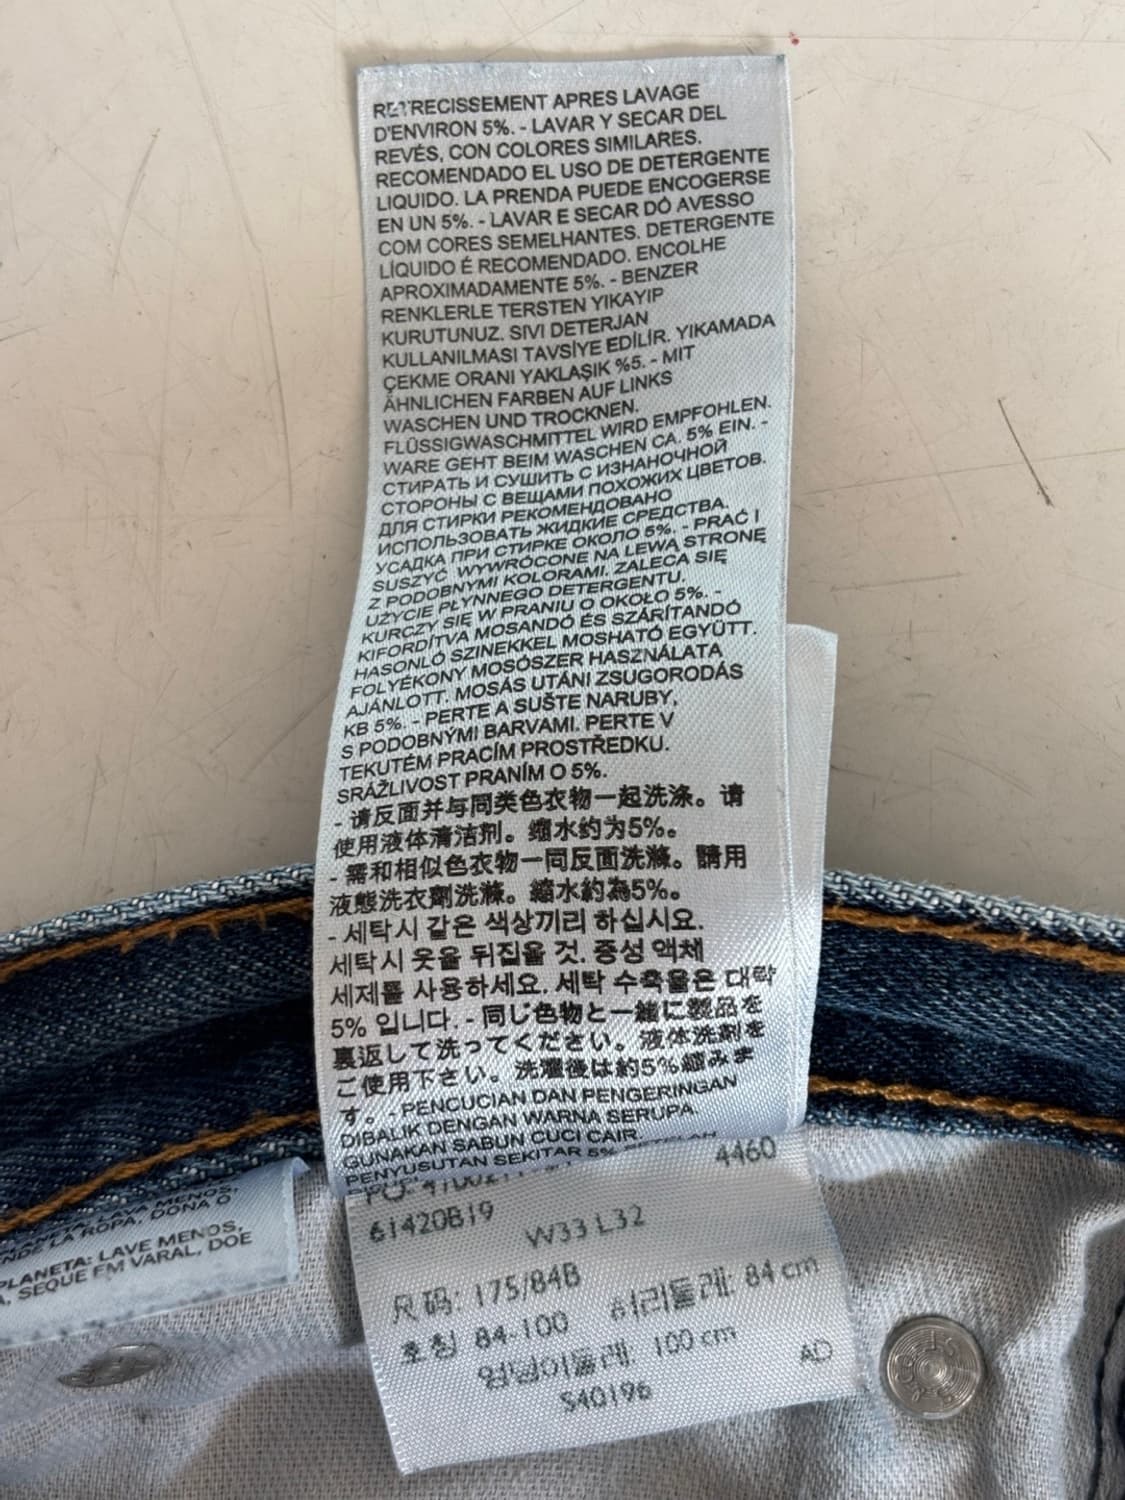 RETRECISSEMENT APRES LAVAGE
D'ENVIRON 5%. - LAVAR Y SECAR DEL
REVÉS, CON COLORES SIMILARES.
RECOMENDADO EL USO DE DETERGENTE
LIQUIDO. LA PRENDA PUEDE ENCOGERSE
EN UN 5%. - LAVAR E SECAR DO AVESSO
COM CORES SEMELHANTES. DETERGENTE
LÍQUIDO É RECOMENDADO. ENCOLHE
APROXIMADAMENTE 5%. - BENZER
RENKLERLE TERSTEN YIKAYIP
KURUTUNUZ. SIVI DETERJAN
KULLANILMASI TAVSİYE EDİLİR. YIKAMADA
ÇEKME ORANI YAKLAŞIK %5. - MIT
ÄHNLICHEN FARBEN AUF LINKS
WASCHEN UND TROCKNEN.
FLÜSSIGWASCHMITTEL WIRD EMPFOHLEN.
WARE GEHT BEIM WASCHEN CA. 5% EIN. -
СТИРАТЬ И СУШИТЬ С ИЗНАНОЧНОЙ
СТОРОНЫ С ВЕЩАМИ ПОХОЖИХ ЦВЕТОВ.
ДЛЯ СТИРКИ РЕКОМЕНДОВАНО
ИСПОЛЬЗОВАТЬ ЖИДКИЕ СРЕДСТВА.
УСАДКА ПРИ СТИРКЕ ОКОЛО 5%. - PRAĆ I
SUSZYĆ WYWRÓCONE NA LEWĄ STRONĘ
Z PODOBNYMI KOLORAMI. ZALECA SIĘ
UŻYCIE PŁYNNEGO DETERGENTU.
KURCZY SIĘ W PRANIU O OKOŁO 5%. -
KIFORDÍTVA MOSANDÓ ÉS SZÁRÍTANDÓ
HASONLÓ SZINEKKEL MOSHATÓ EGYÜTT.
FOLYÉKONY MOSÓSZER HASZNÁLATA
AJÁNLOTT. MOSÁS UTÁNI ZSUGORODÁS
KB 5%. - PERTE A SUŠTE NARUBY,
S PODOBNÝMI BARVAMI. PERTE V
TEKUTÉM PRACÍM PROSTŘEDKU.
SRÁŽLIVOST PRANÍM O 5%.
- 请反面并与同类色衣物一起洗涤。请
使用液体清洁剂。缩水约为5%。
- 需和相似色衣物一同反面洗滌。請用
液態洗衣劑洗滌。縮水約為5%。
- 세탁시 같은 색상끼리 하십시요.
세탁시 옷을 뒤집을 것. 중성 액체
세제를 사용하세요. 세탁 수축율은 대략
5% 입니다. - 同じ色物と一緒に製品を
裏返して洗ってください。液体洗剤を
ご使用下さい。洗濯後は約5%縮みま
す。 - PENCUCIAN DAN PENGERINGAN
DIBALIK DENGAN WARNA SERUPA.
GUNAKAN SABUN CUCI CAIR.
PENYUSUTAN SEKITAR 5% SETELAH
4460
61420B19
W33 L32
尺码: 175/84B
호칭 84-100 허리둘레: 84 cm
엉덩이둘레: 100 cm
AO
S40196
LAVA MENOS,
LA ROPA, DONA O
PLANETA: LAVE MENOS,
SEQUE EM VARAL, DOE